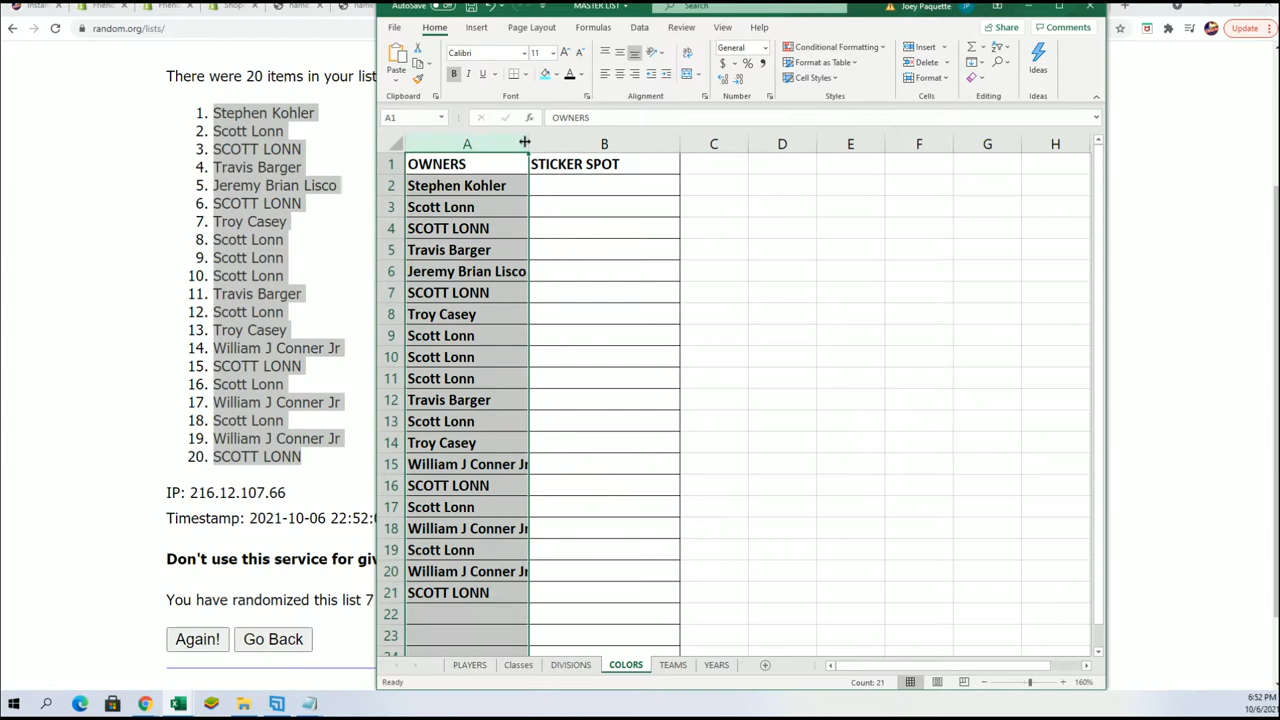 Instan
Friend
Friend
Shop
name
name
AutoSave
MASTER LIST
Search
Joey Paquette
random.org/lists/
Update
File Home Insert Page Layout Formulas Data Review View Share Comments
Calibri 11 General Conditional Formatting Insert
Paste B I U Format as Table Delete Ideas
Cell Styles Format
Clipboard Font Alignment Number Styles Cells Editing Ideas
A1 OWNERS
There were 20 items in your list
1. Stephen Kohler
2. Scott Lonn
3. SCOTT LONN
4. Travis Barger
5. Jeremy Brian Lisco
6. SCOTT LONN
7. Troy Casey
8. Scott Lonn
9. Scott Lonn
10. Scott Lonn
11. Travis Barger
12. Scott Lonn
13. Troy Casey
14. William J Conner Jr
15. SCOTT LONN
16. Scott Lonn
17. William J Conner Jr
18. Scott Lonn
19. William J Conner Jr
20. SCOTT LONN
IP: 216.12.107.66
Timestamp: 2021-10-06 22:52:0
Don't use this service for giv
You have randomized this list 7
Again! Go Back
A B C D E F G H
1 OWNERS STICKER SPOT
2 Stephen Kohler
3 Scott Lonn
4 SCOTT LONN
5 Travis Barger
6 Jeremy Brian Lisco
7 SCOTT LONN
8 Troy Casey
9 Scott Lonn
10 Scott Lonn
11 Scott Lonn
12 Travis Barger
13 Scott Lonn
14 Troy Casey
15 William J Conner Jr
16 SCOTT LONN
17 Scott Lonn
18 William J Conner Jr
19 Scott Lonn
20 William J Conner Jr
21 SCOTT LONN
22
23
24
PLAYERS Classes DIVISIONS COLORS TEAMS YEARS
Ready Count: 21 160%
6:52 PM
10/6/2021